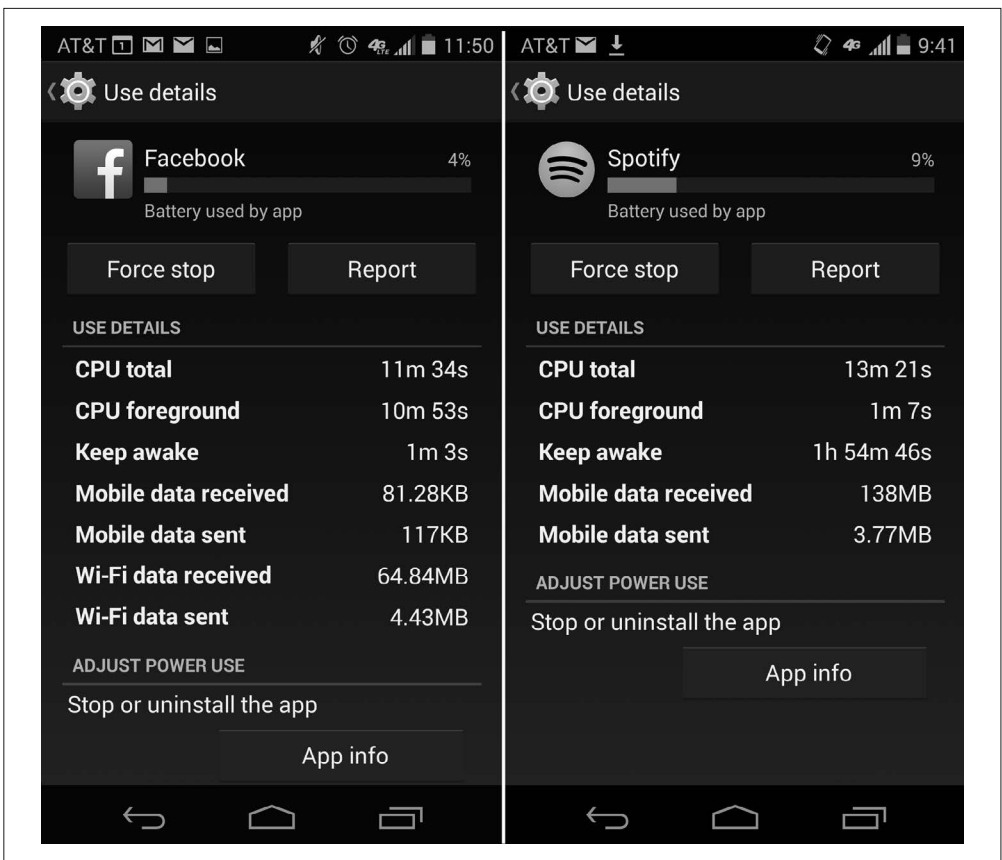 AT&T 1 4G LTE 11:50
Use details
f
Facebook 4%
Battery used by app
Force stop Report
USE DETAILS
CPU total 11m 34s
CPU foreground 10m 53s
Keep awake 1m 3s
Mobile data received 81.28KB
Mobile data sent 117KB
Wi-Fi data received 64.84MB
Wi-Fi data sent 4.43MB
ADJUST POWER USE
Stop or uninstall the app
App info
AT&T 4G 9:41
Use details
Spotify 9%
Battery used by app
Force stop Report
USE DETAILS
CPU total 13m 21s
CPU foreground 1m 7s
Keep awake 1h 54m 46s
Mobile data received 138MB
Mobile data sent 3.77MB
ADJUST POWER USE
Stop or uninstall the app
App info